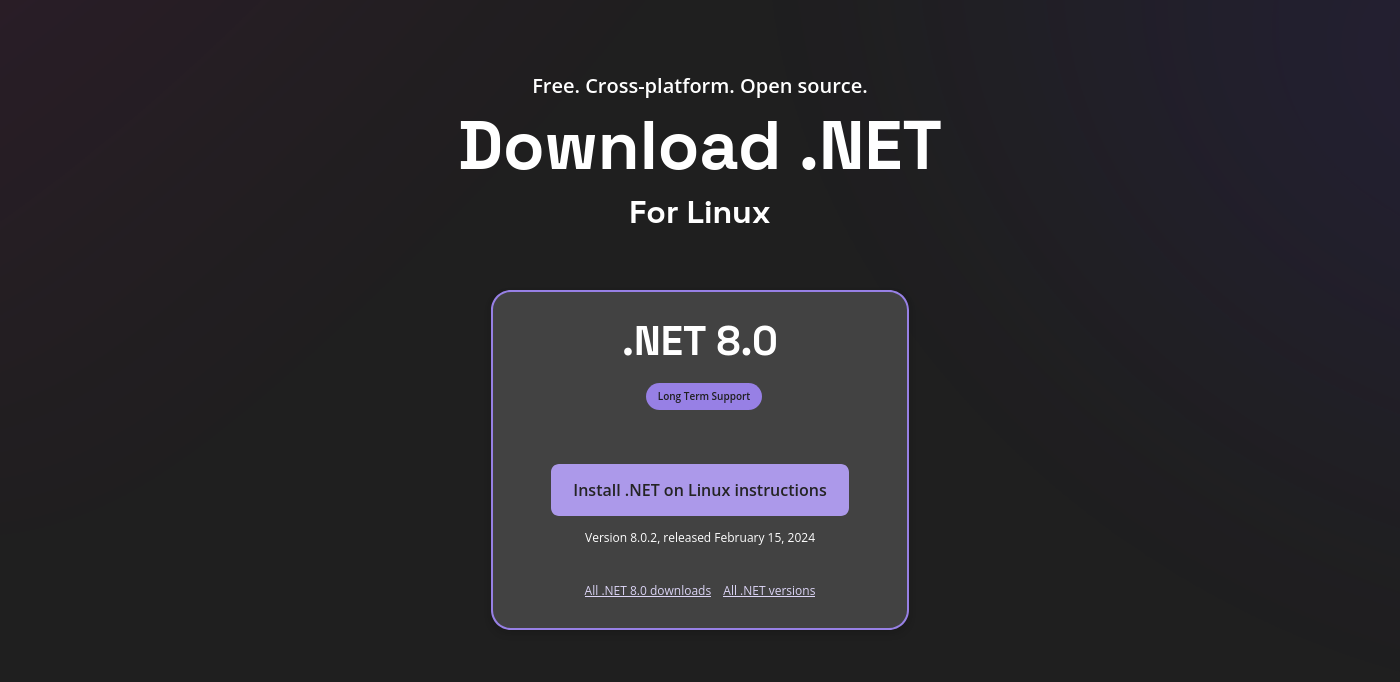 Free. Cross-platform. Open source.
Download .NET
For Linux
.NET 8.0
Long Term Support
Install .NET on Linux instructions
Version 8.0.2, released February 15, 2024
All .NET 8.0 downloads All .NET versions